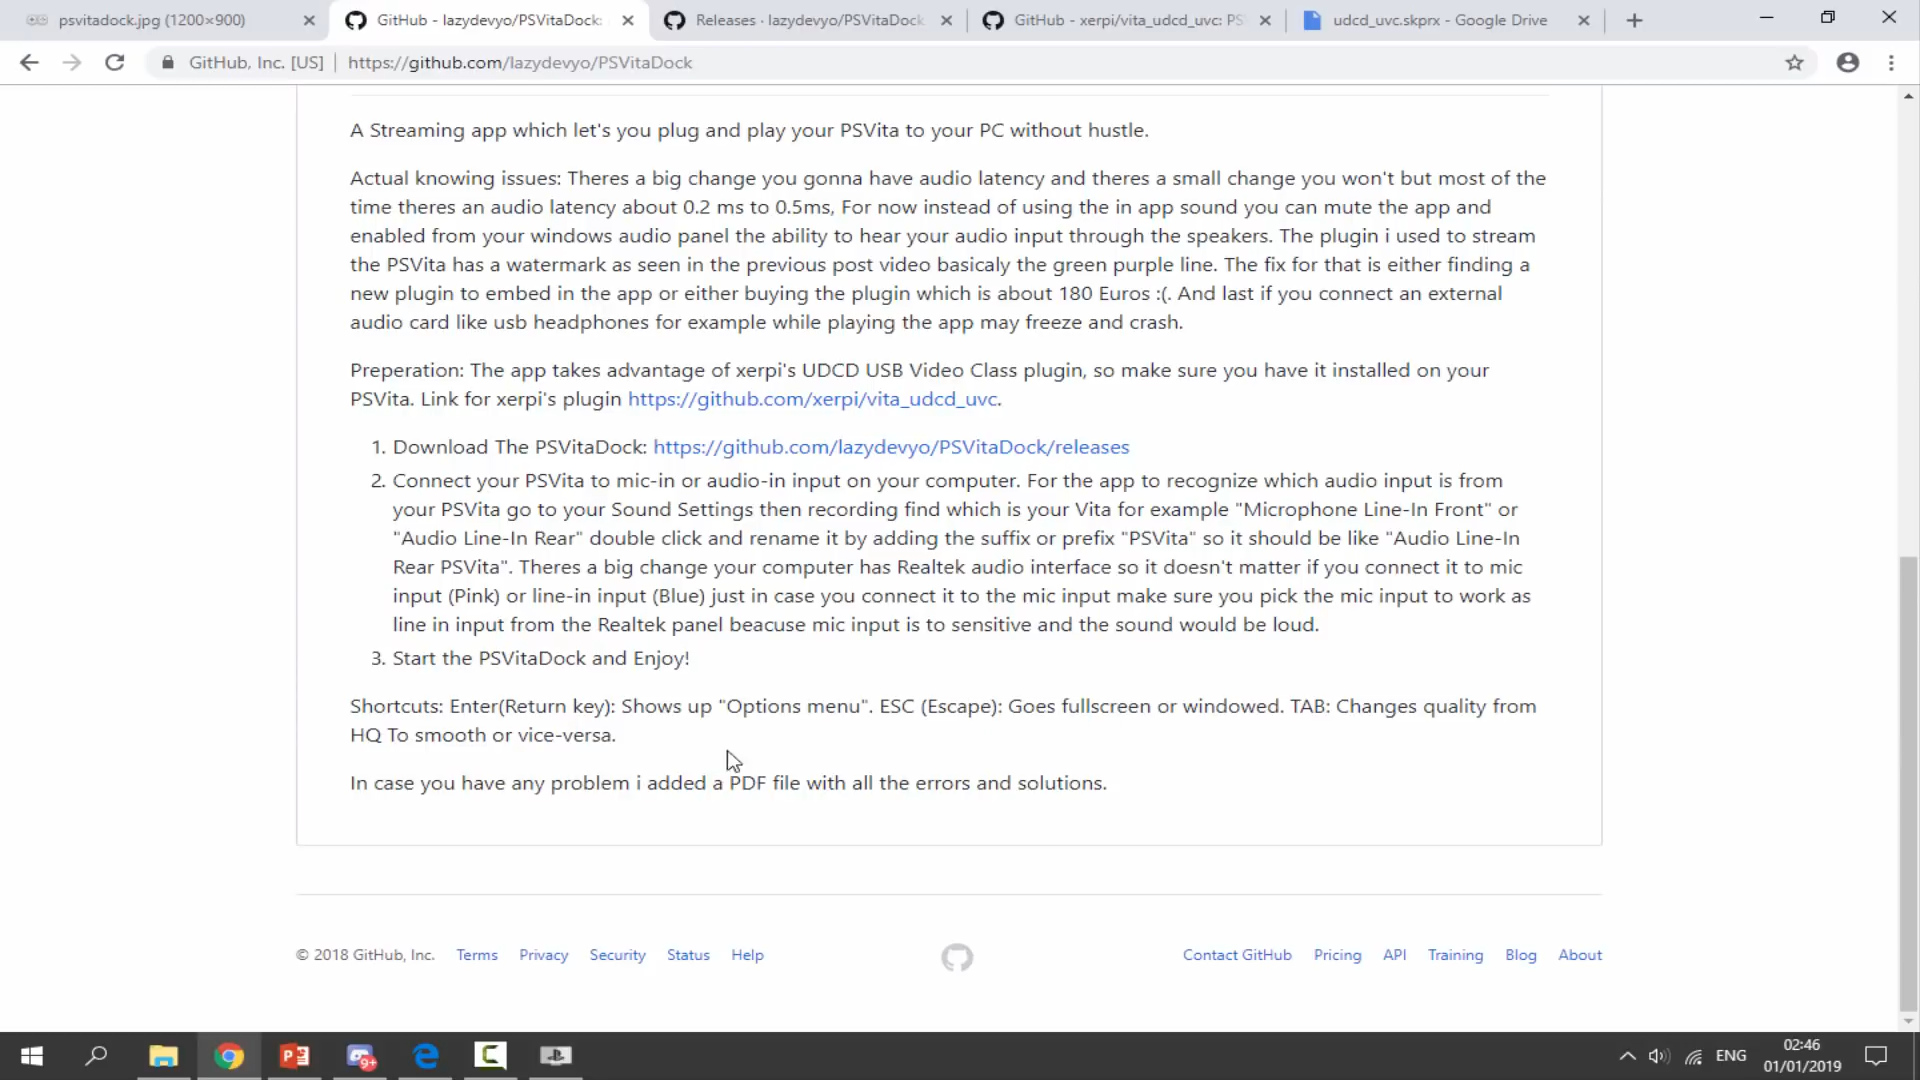 psvitadock.jpg (1200×900)
GitHub - lazydevyo/PSVitaDock:
Releases · lazydevyo/PSVitaDock
GitHub - xerpi/vita_udcd_uvc: PS
udcd_uvc.skprx - Google Drive
GitHub, Inc. [US] | https://github.com/lazydevyo/PSVitaDock
A Streaming app which let's you plug and play your PSVita to your PC without hustle.
Actual knowing issues: Theres a big change you gonna have audio latency and theres a small change you won't but most of the
time theres an audio latency about 0.2 ms to 0.5ms, For now instead of using the in app sound you can mute the app and
enabled from your windows audio panel the ability to hear your audio input through the speakers. The plugin i used to stream
the PSVita has a watermark as seen in the previous post video basicaly the green purple line. The fix for that is either finding a
new plugin to embed in the app or either buying the plugin which is about 180 Euros :(. And last if you connect an external
audio card like usb headphones for example while playing the app may freeze and crash.
Preperation: The app takes advantage of xerpi's UDCD USB Video Class plugin, so make sure you have it installed on your
PSVita. Link for xerpi's plugin https://github.com/xerpi/vita_udcd_uvc.
1. Download The PSVitaDock: https://github.com/lazydevyo/PSVitaDock/releases
2. Connect your PSVita to mic-in or audio-in input on your computer. For the app to recognize which audio input is from
your PSVita go to your Sound Settings then recording find which is your Vita for example "Microphone Line-In Front" or
"Audio Line-In Rear" double click and rename it by adding the suffix or prefix "PSVita" so it should be like "Audio Line-In
Rear PSVita". Theres a big change your computer has Realtek audio interface so it doesn't matter if you connect it to mic
input (Pink) or line-in input (Blue) just in case you connect it to the mic input make sure you pick the mic input to work as
line in input from the Realtek panel beacuse mic input is to sensitive and the sound would be loud.
3. Start the PSVitaDock and Enjoy!
Shortcuts: Enter(Return key): Shows up "Options menu". ESC (Escape): Goes fullscreen or windowed. TAB: Changes quality from
HQ To smooth or vice-versa.
In case you have any problem i added a PDF file with all the errors and solutions.
© 2018 GitHub, Inc. Terms Privacy Security Status Help Contact GitHub Pricing API Training Blog About
9+
ENG
02:46
01/01/2019